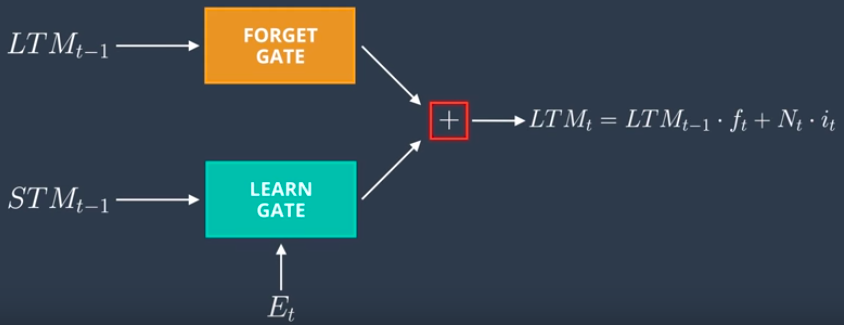 LTM_{t-1}
FORGET
GATE
+
LTM_t = LTM_{t-1} · f_t + N_t · i_t
STM_{t-1}
LEARN
GATE
E_t